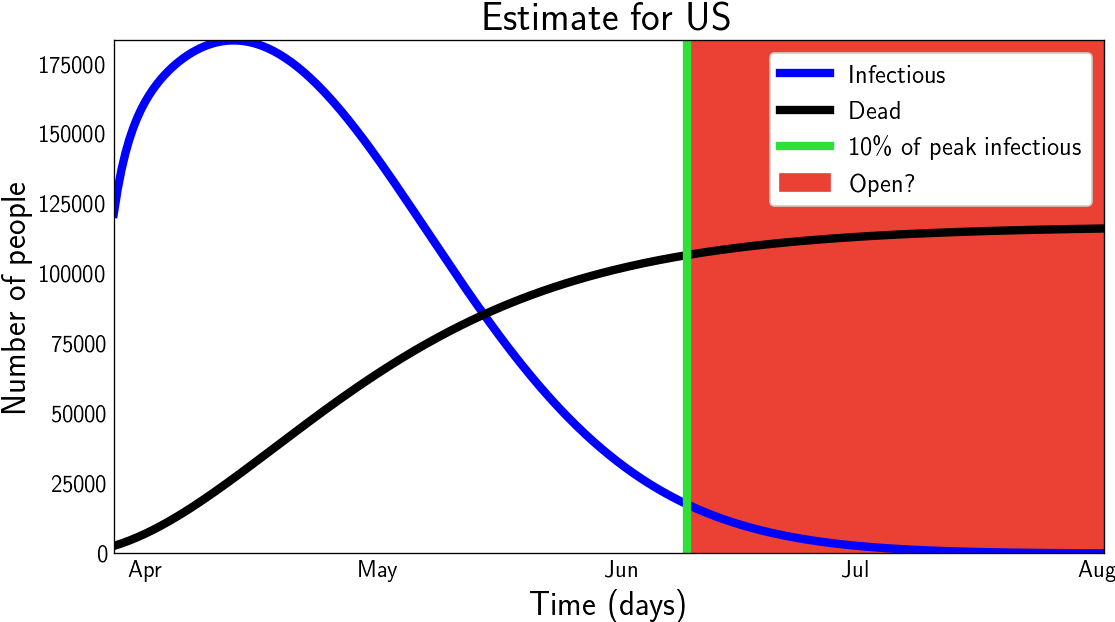 Estimate for US
Number of people
175000
150000
125000
100000
75000
50000
25000
0
Infectious
Dead
10% of peak infectious
Open?
Apr May Jun Jul Aug
Time (days)